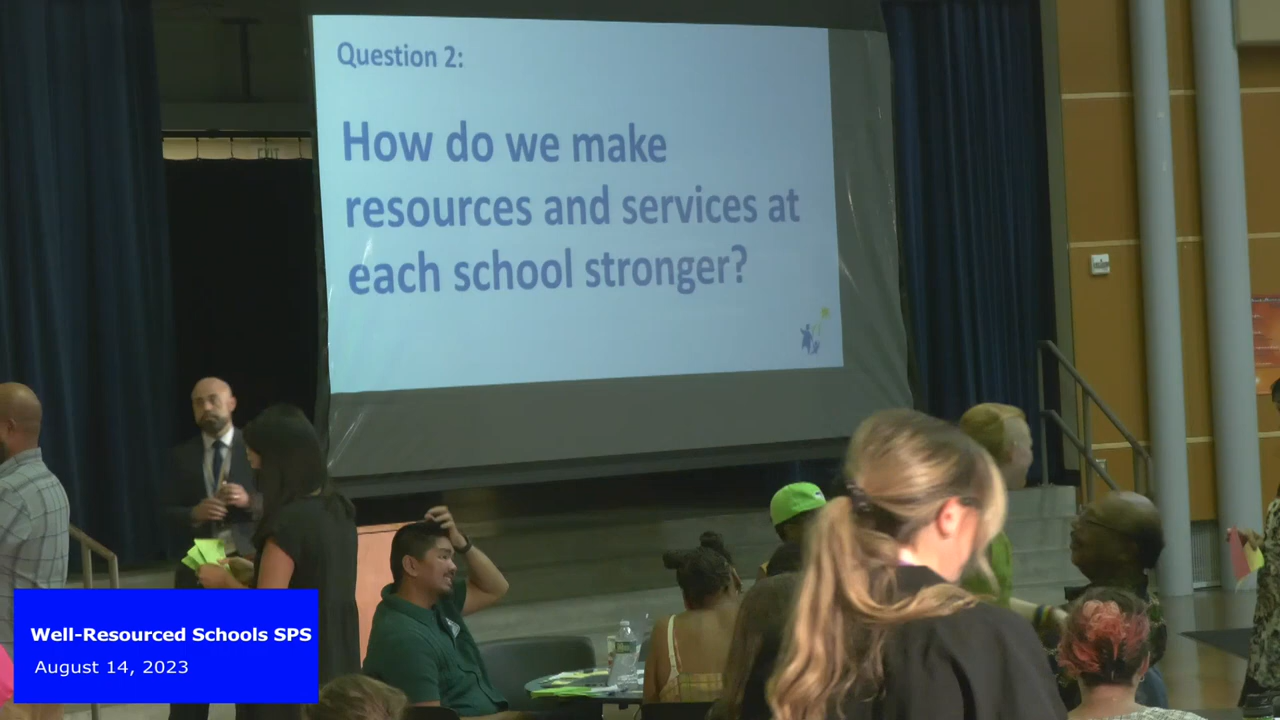 Question 2:
How do we make
resources and services at
each school stronger?
EXIT
Well-Resourced Schools SPS
August 14, 2023